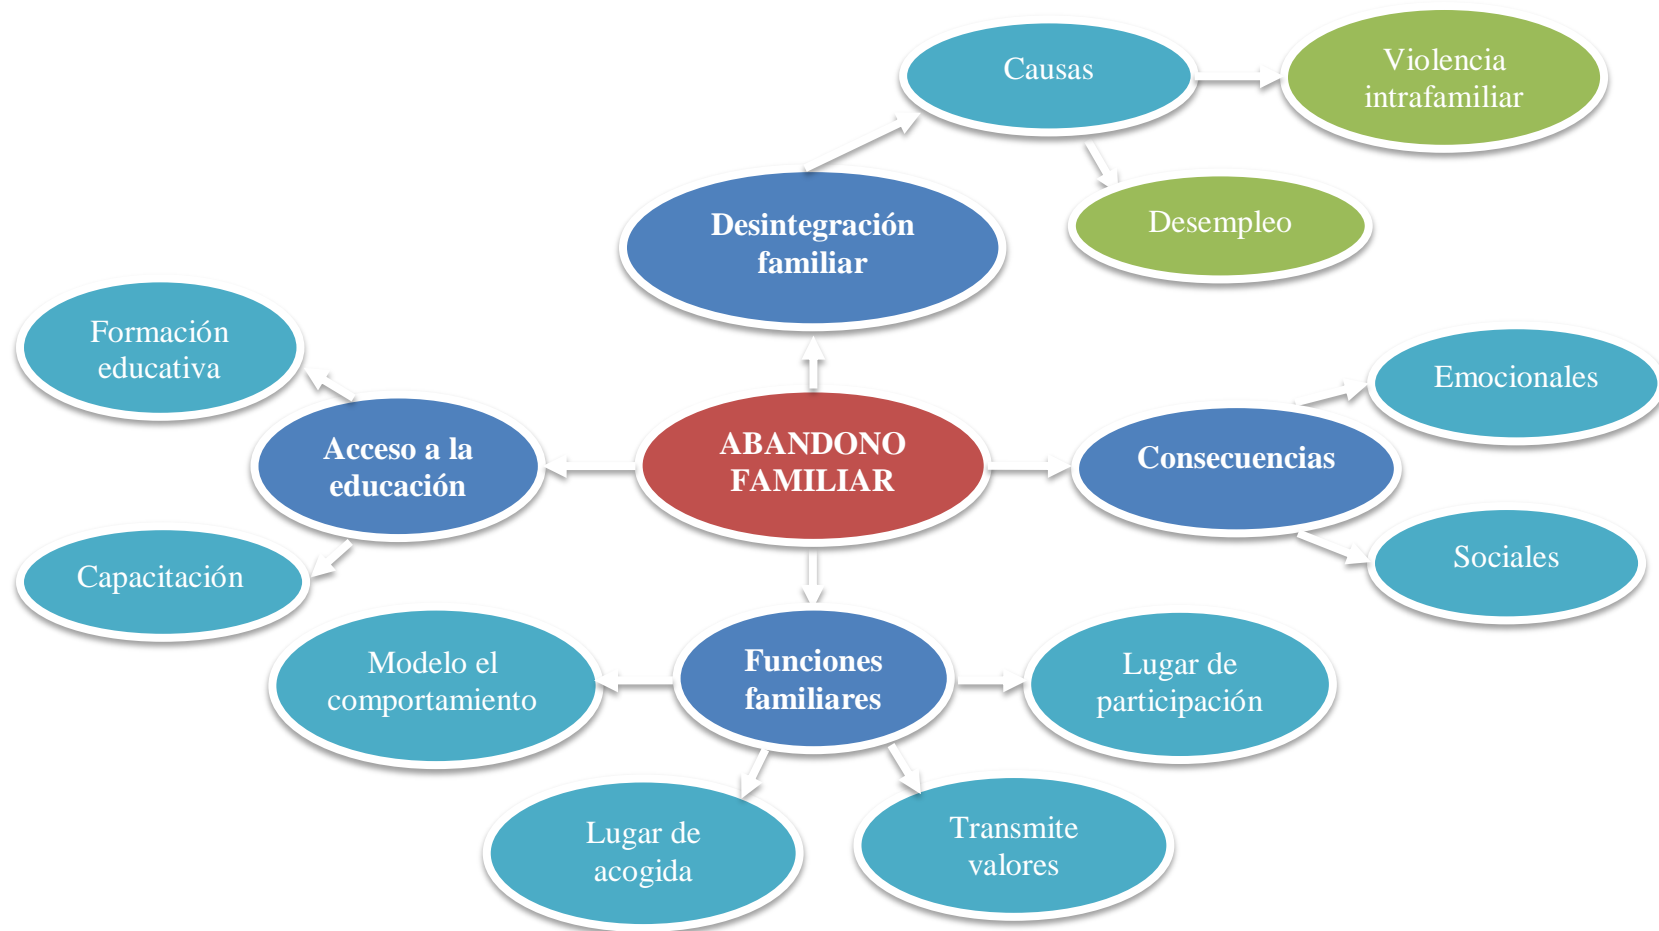 Causas
Violencia
intrafamiliar
Desintegración
familiar
Desempleo
Formación
educativa
Emocionales
Acceso a la
educación
ABANDONO
FAMILIAR
Consecuencias
Capacitación
Sociales
Modelo el
comportamiento
Funciones
familiares
Lugar de
participación
Lugar de
acogida
Transmite
valores